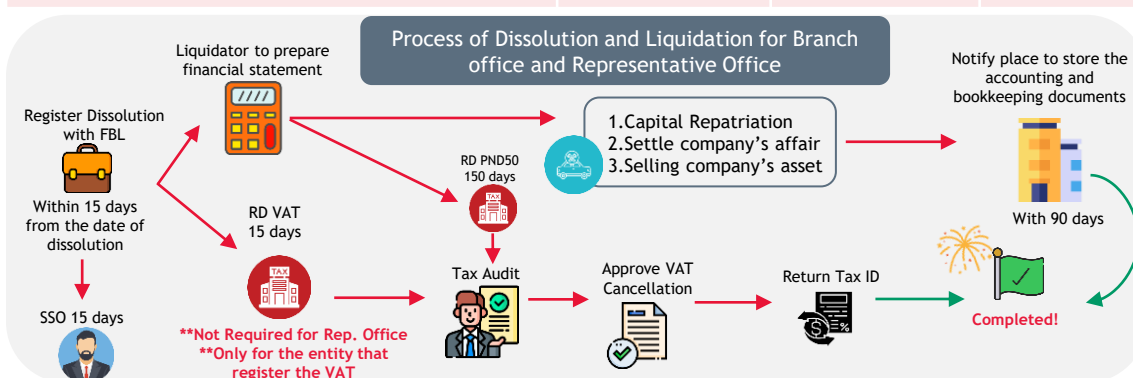 Process of Dissolution and Liquidation for Branch
office and Representative Office
Liquidator to prepare
financial statement
Register Dissolution
with FBL
Within 15 days
from the date of
dissolution
SSO 15 days
RD VAT
15 days
TAX
**Not Required for Rep. Office
**Only for the entity that
register the VAT
1.Capital Repatriation
2.Settle company's affair
3.Selling company's asset
RD PND50
150 days
TAX
Tax Audit
Approve VAT
Cancellation
Return Tax ID
Notify place to store the
accounting and
bookkeeping documents
With 90 days
Completed!